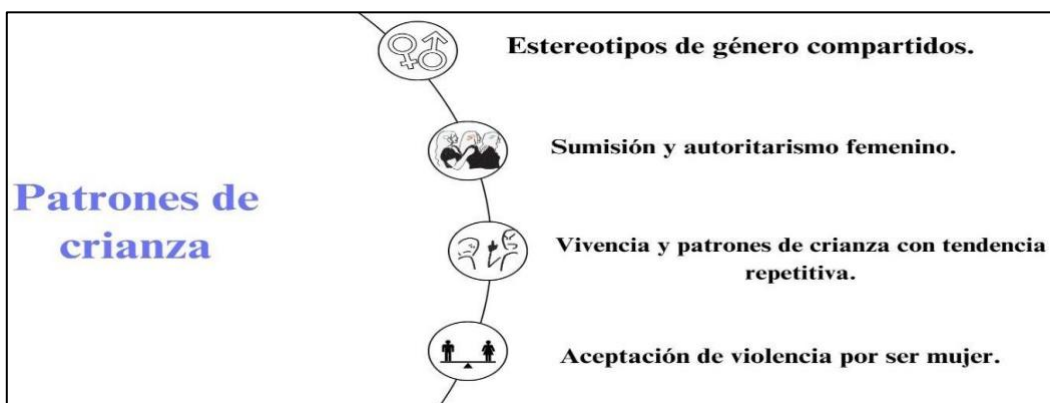 Estereotipos de género compartidos.
Sumisión y autoritarismo femenino.
Patrones de
crianza
Vivencia y patrones de crianza con tendencia
repetitiva.
Aceptación de violencia por ser mujer.